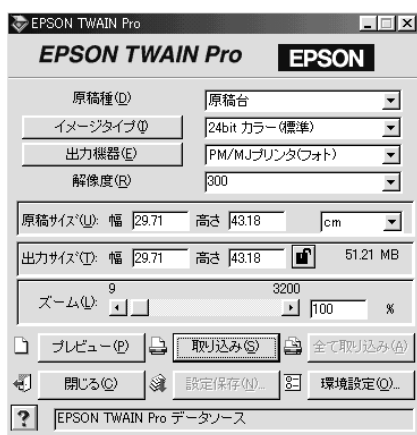 EPSON TWAIN Pro
EPSON TWAIN Pro EPSON
原稿種(D) 原稿台
イメージタイプ(I) 24bit カラー(標準)
出力機器(E) PM/MJプリンタ(フォト)
解像度(R) 300
原稿サイズ(U): 幅 29.71 高さ 43.18 cm
出力サイズ(T): 幅 29.71 高さ 43.18 51.21 MB
9 3200
ズーム(L): 100 %
プレビュー(P) 取り込み(S) 全て取り込み(A)
閉じる(C) 設定保存(N)... 環境設定(O)...
? EPSON TWAIN Pro データソース